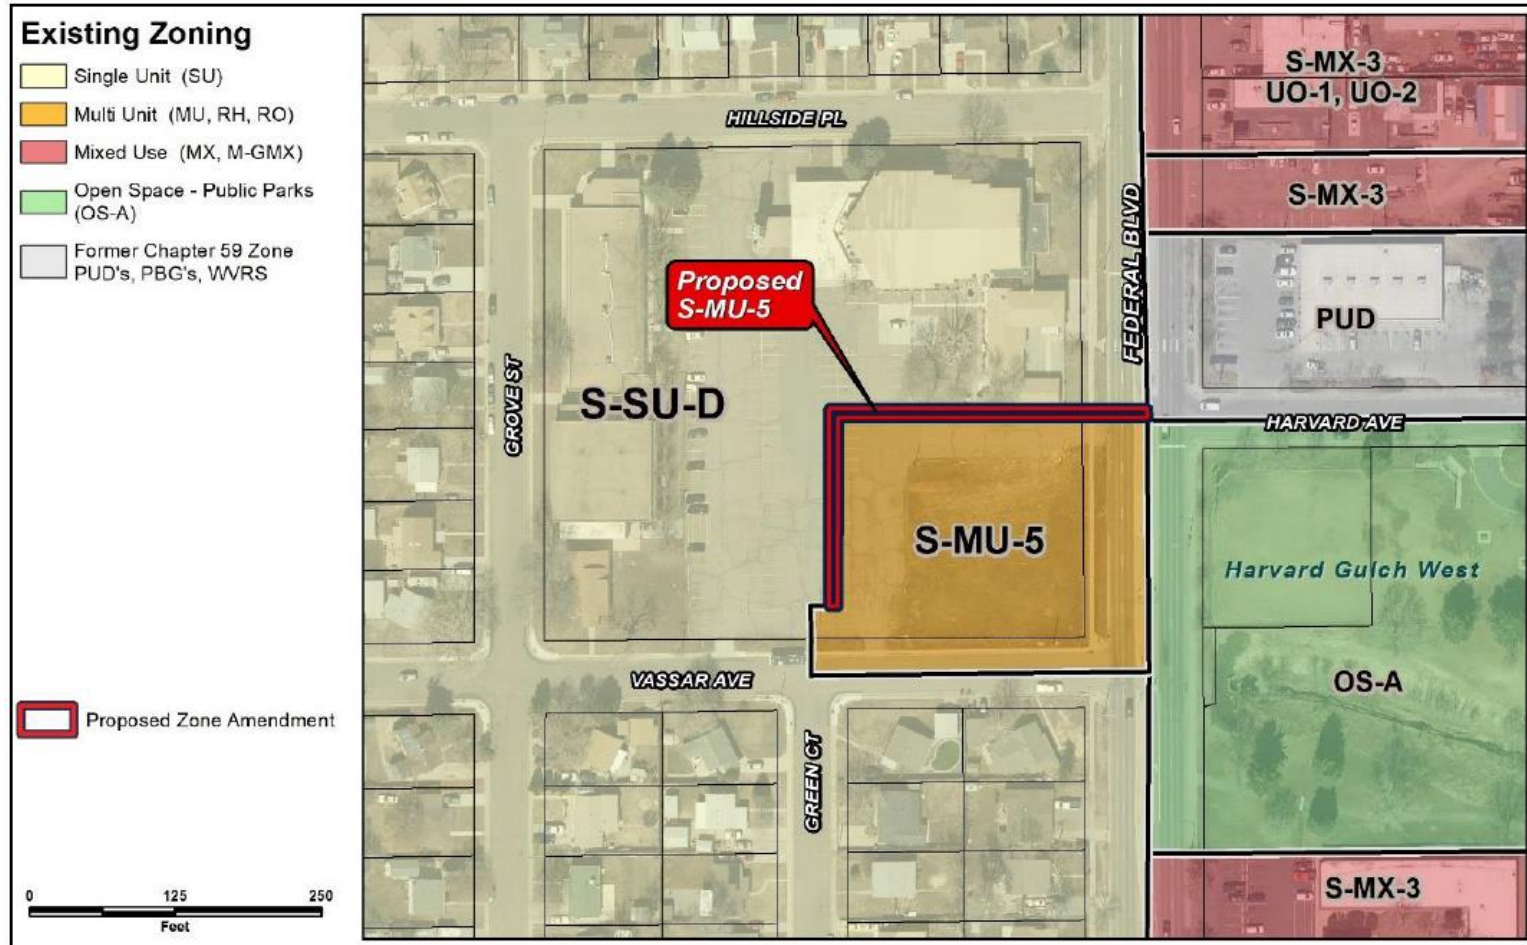 Existing Zoning
Single Unit (SU)
Multi Unit (MU, RH, RO)
Mixed Use (MX, M-GMX)
Open Space - Public Parks
(OS-A)
Former Chapter 59 Zone
PUD's, PBG's, WVRS
Proposed Zone Amendment
0 125 250
Feet
S-MX-3
UO-1, UO-2
HILLSIDE PL
S-MX-3
FEDERAL BLVD
Proposed
S-MU-5
PUD
GROVE ST
S-SU-D
HARVARD AVE
S-MU-5
Harvard Gulch West
VASSAR AVE
OS-A
GREEN CT
S-MX-3